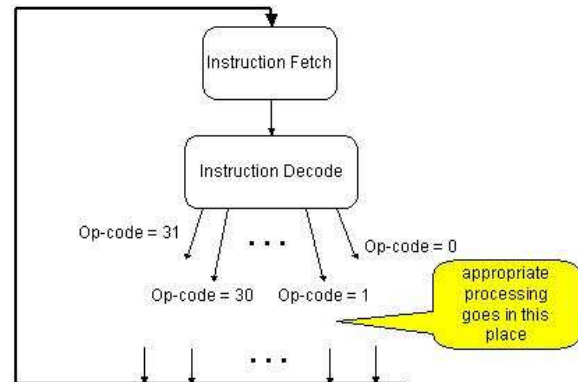 Instruction Fetch
Instruction Decode
Op-code = 31
. . .
Op-code = 0
Op-code = 30
Op-code = 1
appropriate
processing
goes in this
place
. . .